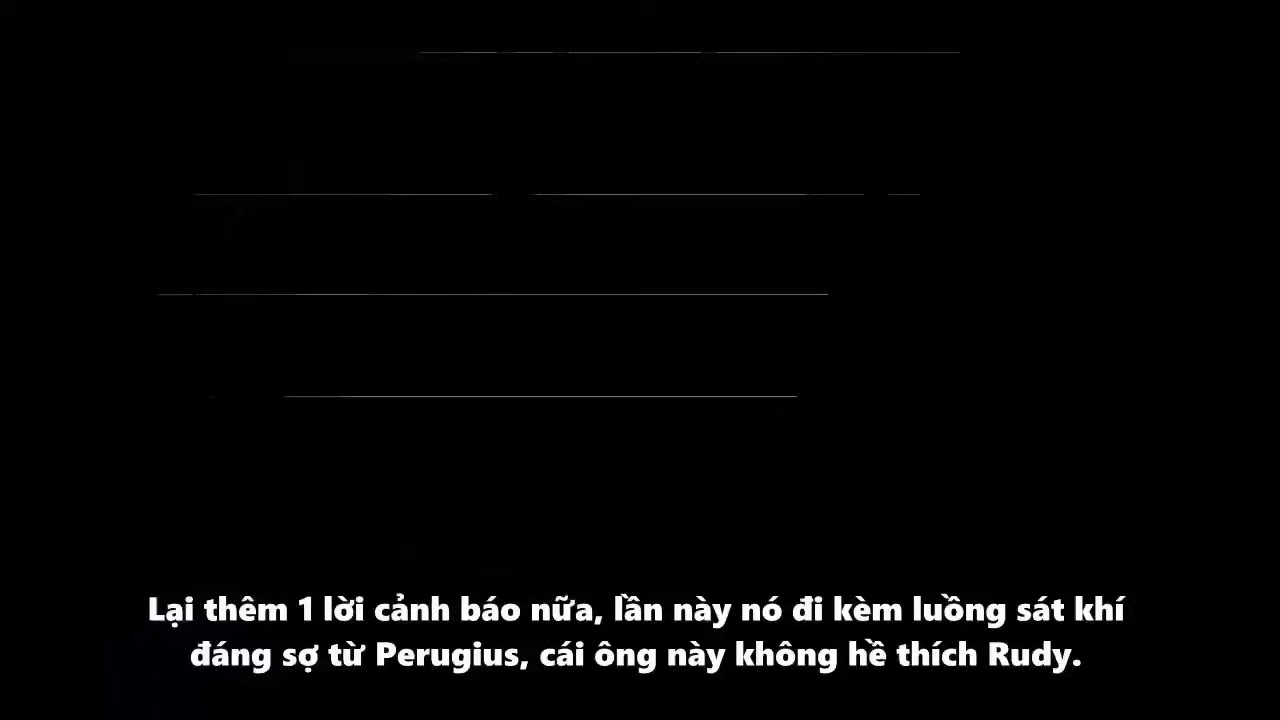 Lại thêm 1 lời cảnh báo nữa, lần này nó đi kèm luồng sát khí
đáng sợ từ Perugius, cái ông này không hề thích Rudy.